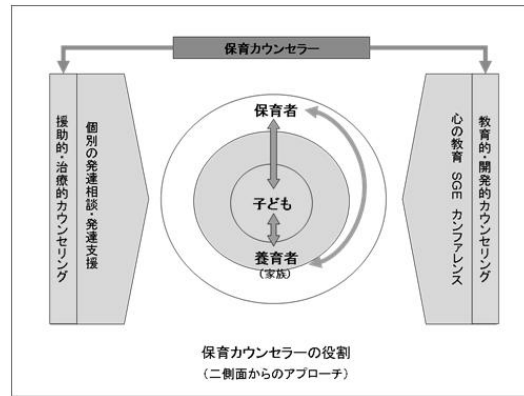 保育カウンセラー
援助的・治療的カウンセリング
個別の発達相談・発達支援
保育者
子ども
養育者
(家族)
心の教育 SGE カンファレンス
教育的・開発的カウンセリング
保育カウンセラーの役割
(二側面からのアプローチ)